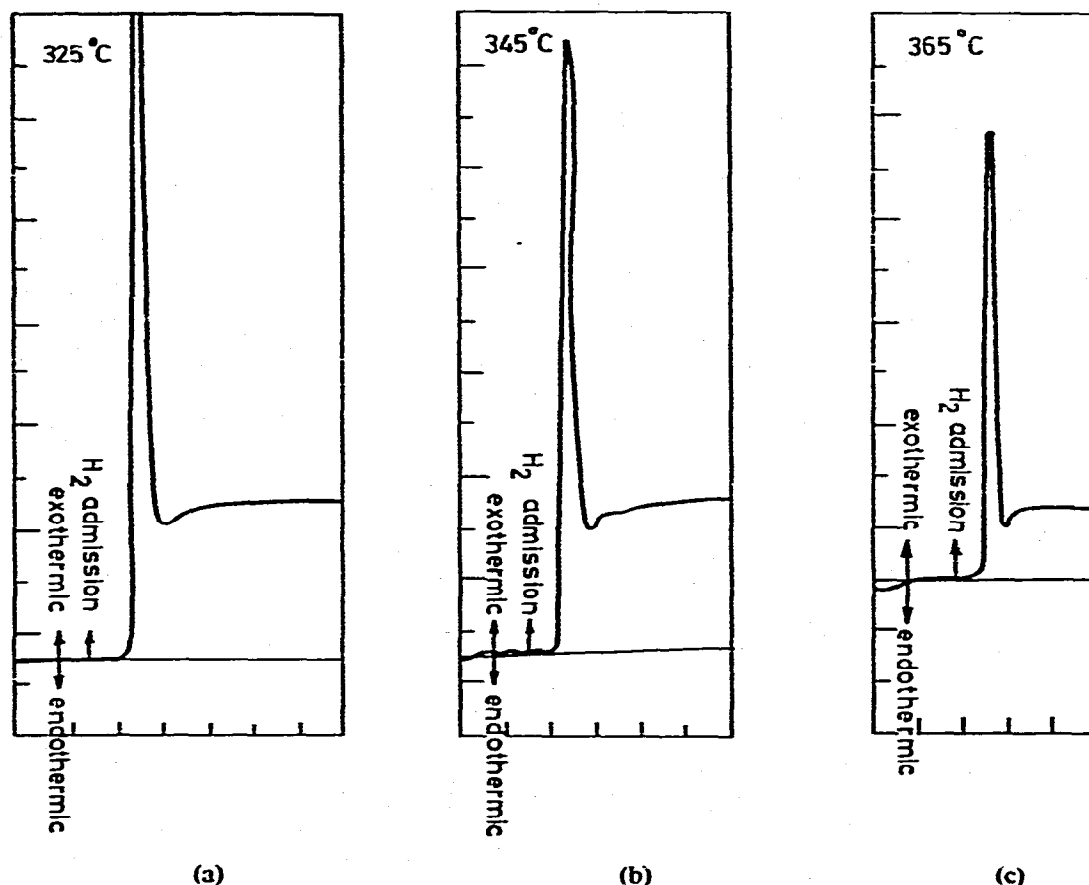 325°C
H2 admission
exothermic
endothermic
(a)
345°C
H2 admission
exothermic
endothermic
(b)
365°C
H2 admission
exothermic
endothermic
(c)